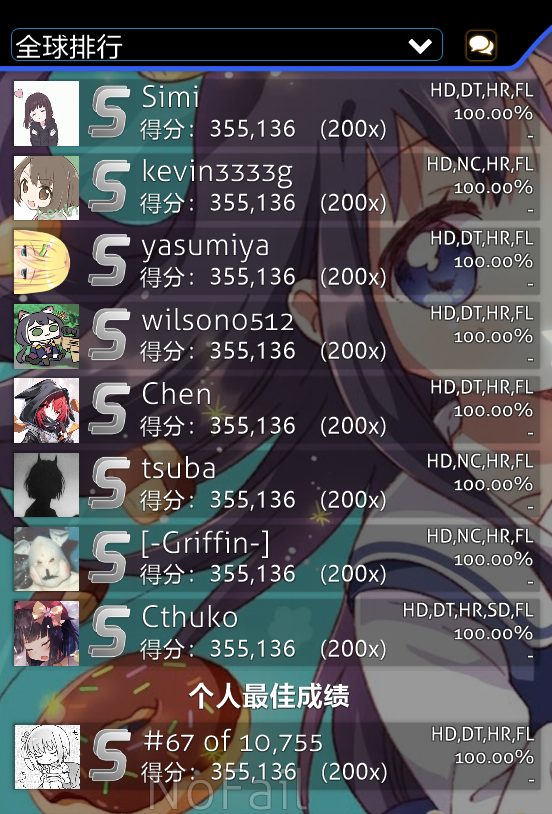 全球排行
Simi
得分： 355,136 (200x)
HD,DT,HR,FL
100.00%
-
kevin3333g
得分： 355,136 (200x)
HD,NC,HR,FL
100.00%
-
yasumiya
得分： 355,136 (200x)
HD,DT,HR,FL
100.00%
-
wilson0512
得分： 355,136 (200x)
HD,DT,HR,FL
100.00%
-
Chen
得分： 355,136 (200x)
HD,DT,HR,FL
100.00%
-
tsuba
得分： 355,136 (200x)
HD,NC,HR,FL
100.00%
-
[-Griffin-]
得分： 355,136 (200x)
HD,NC,HR,FL
100.00%
-
Cthuko
得分： 355,136 (200x)
HD,DT,HR,SD,FL
100.00%
-
个人最佳成绩
#67 of 10,755
得分： 355,136 (200x)
HD,DT,HR,FL
100.00%
-
NoFail